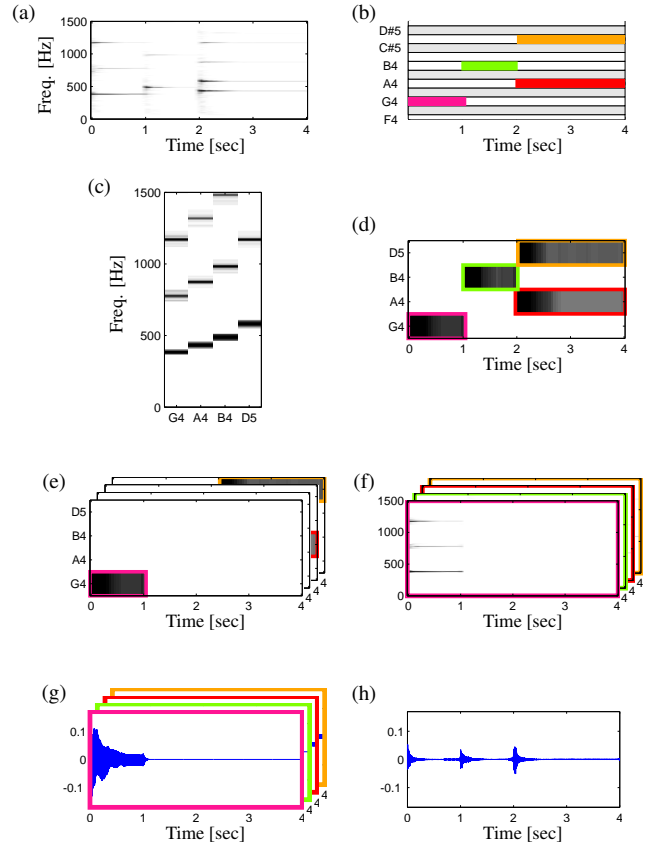 (a)
1500
1000
500
0
Freq. [Hz]
0 1 2 3 4
Time [sec]
(b)
D#5
C#5
B4
A4
G4
F4
1 2 3 4
Time [sec]
(c)
1500
1000
500
0
Freq. [Hz]
G4 A4 B4 D5
(d)
D5
B4
A4
G4
0 1 2 3 4
Time [sec]
(e)
D5
B4
A4
G4
0 1 2 3 4
4
4
4
Time [sec]
(f)
1500
1000
500
0
0 1 2 3 4
4
4
4
Time [sec]
(g)
0.1
0
-0.1
0 1 2 3 4
4
4
4
Time [sec]
(h)
0.1
0
-0.1
0 1 2 3 4
Time [sec]